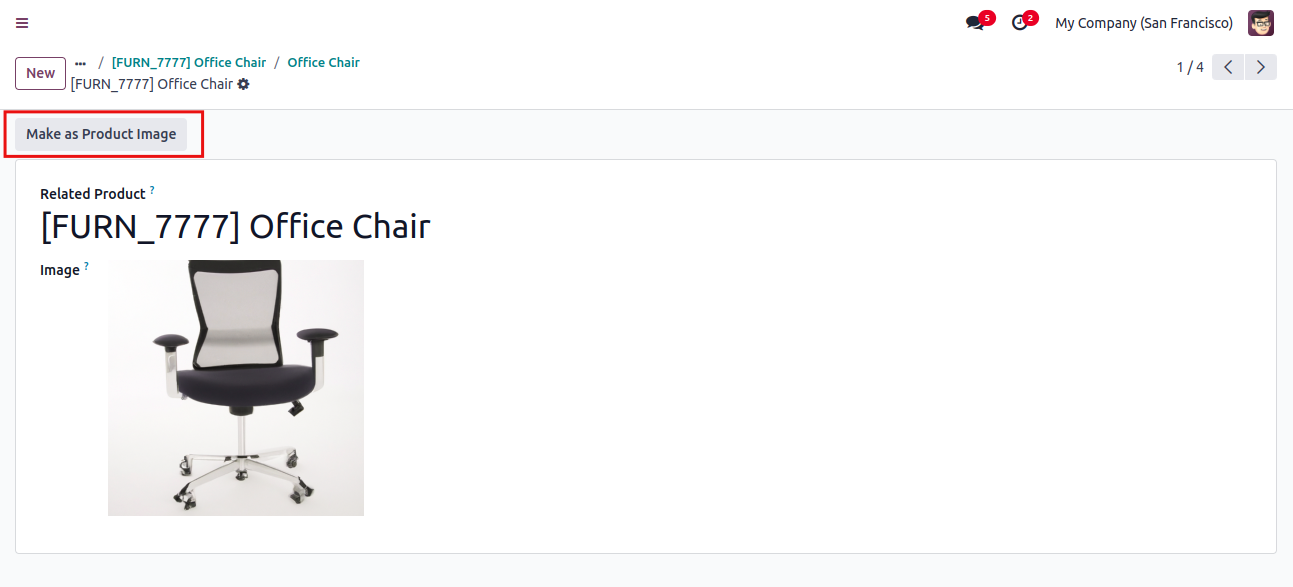 5
2
My Company (San Francisco)
New
... / [FURN_7777] Office Chair / Office Chair
[FURN_7777] Office Chair
1 / 4
Make as Product Image
Related Product ?
[FURN_7777] Office Chair
Image ?